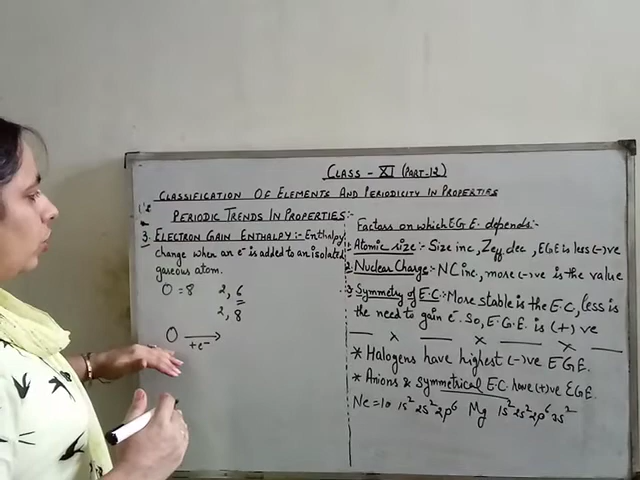 CLASS - XI (PART-12)
CLASSIFICATION OF ELEMENTS AND PERIODICITY IN PROPERTIES
PERIODIC TRENDS IN PROPERTIES:-
3. ELECTRON GAIN ENTHALPY:- Enthalpy
change when an e⁻ is added to an isolated
gaseous atom.
O = 8 2, 6
2, 8
O +e⁻ →
Factors on which E.G.E. depends:-
1. Atomic size:- Size inc, Zeff dec, EGE is less (-)ve
2. Nuclear Charge:- NC inc, more (-)ve is the value
3. Symmetry of E.C:- More stable is the E.C, less is
the need to gain e⁻. So, E.G.E. is (+) ve
— x — x — x —
* Halogens have highest (-)ve E.G.E.
* Anions & symmetrical E.C. have (+)ve E.G.E.
Ne = 10 1s² 2s² 2p⁶ Mg 1s² 2s² 2p⁶ 3s²